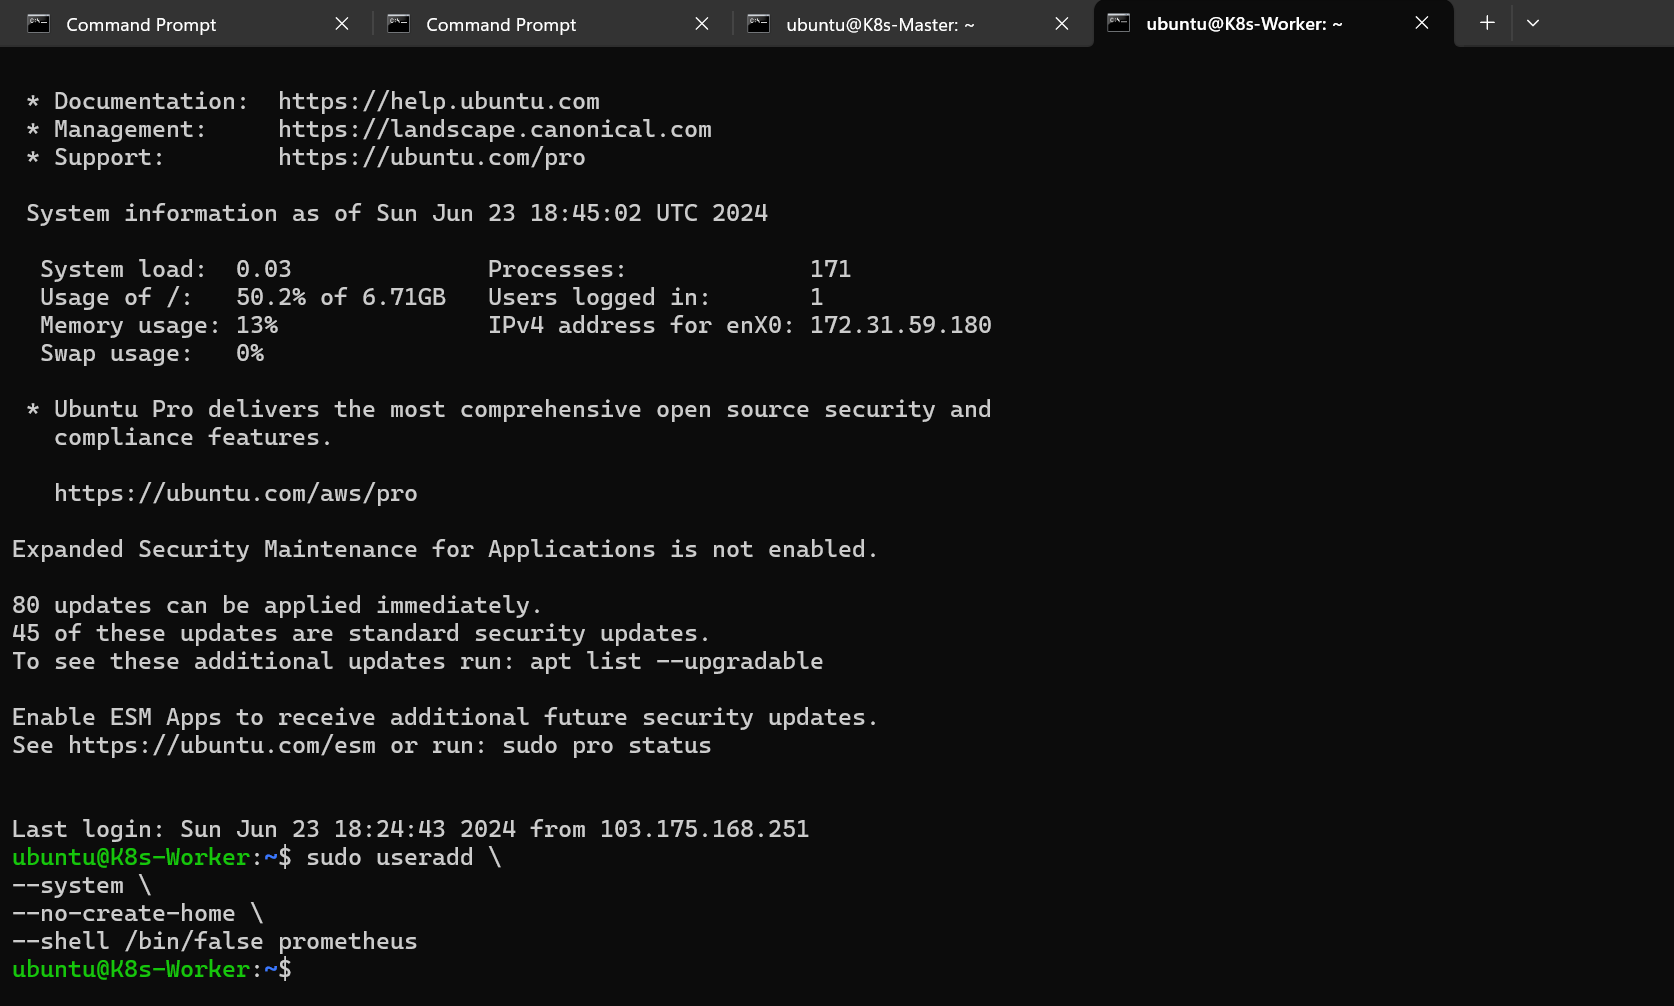 Command Prompt
Command Prompt
ubuntu@K8s-Master: ~
ubuntu@K8s-Worker: ~
* Documentation:  https://help.ubuntu.com
* Management:     https://landscape.canonical.com
* Support:        https://ubuntu.com/pro
System information as of Sun Jun 23 18:45:02 UTC 2024
System load:  0.03              Processes:             171
Usage of /:   50.2% of 6.71GB   Users logged in:       1
Memory usage: 13%               IPv4 address for enX0: 172.31.59.180
Swap usage:   0%
* Ubuntu Pro delivers the most comprehensive open source security and
compliance features.
https://ubuntu.com/aws/pro
Expanded Security Maintenance for Applications is not enabled.
80 updates can be applied immediately.
45 of these updates are standard security updates.
To see these additional updates run: apt list --upgradable
Enable ESM Apps to receive additional future security updates.
See https://ubuntu.com/esm or run: sudo pro status
Last login: Sun Jun 23 18:24:43 2024 from 103.175.168.251
ubuntu@K8s-Worker:~$ sudo useradd \
--system \
--no-create-home \
--shell /bin/false prometheus
ubuntu@K8s-Worker:~$